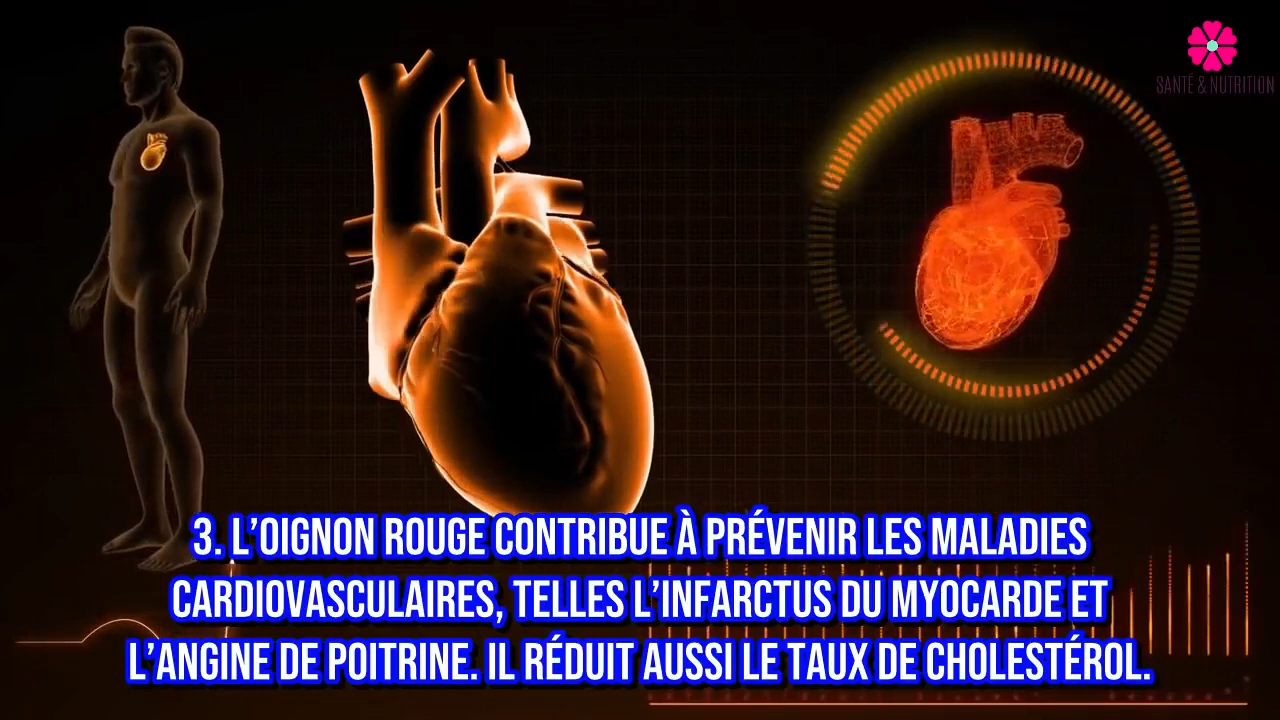 SANTÉ & NUTRITION
3. L’OIGNON ROUGE CONTRIBUE À PRÉVENIR LES MALADIES
CARDIOVASCULAIRES, TELLES L’INFARCTUS DU MYOCARDE ET
L’ANGINE DE POITRINE. IL RÉDUIT AUSSI LE TAUX DE CHOLESTÉROL.